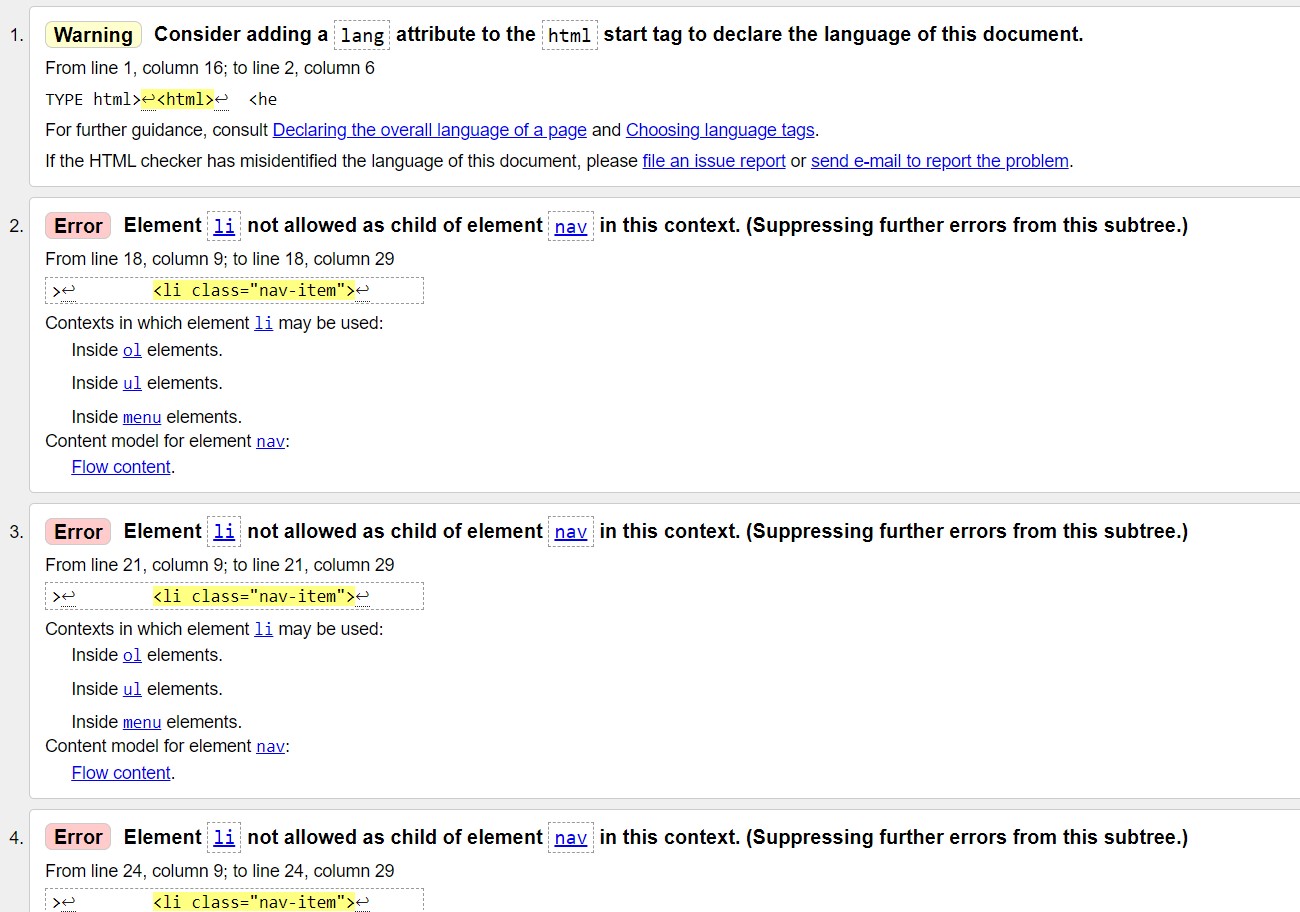 1. Warning Consider adding a lang attribute to the html start tag to declare the language of this document.
From line 1, column 16; to line 2, column 6
TYPE html>↩<html>↩  <he
For further guidance, consult Declaring the overall language of a page and Choosing language tags.
If the HTML checker has misidentified the language of this document, please file an issue report or send e-mail to report the problem.
2. Error Element li not allowed as child of element nav in this context. (Suppressing further errors from this subtree.)
From line 18, column 9; to line 18, column 29
>↩        <li class="nav-item">↩
Contexts in which element li may be used:
Inside ol elements.
Inside ul elements.
Inside menu elements.
Content model for element nav:
Flow content.
3. Error Element li not allowed as child of element nav in this context. (Suppressing further errors from this subtree.)
From line 21, column 9; to line 21, column 29
>↩        <li class="nav-item">↩
Contexts in which element li may be used:
Inside ol elements.
Inside ul elements.
Inside menu elements.
Content model for element nav:
Flow content.
4. Error Element li not allowed as child of element nav in this context. (Suppressing further errors from this subtree.)
From line 24, column 9; to line 24, column 29
>↩        <li class="nav-item">↩